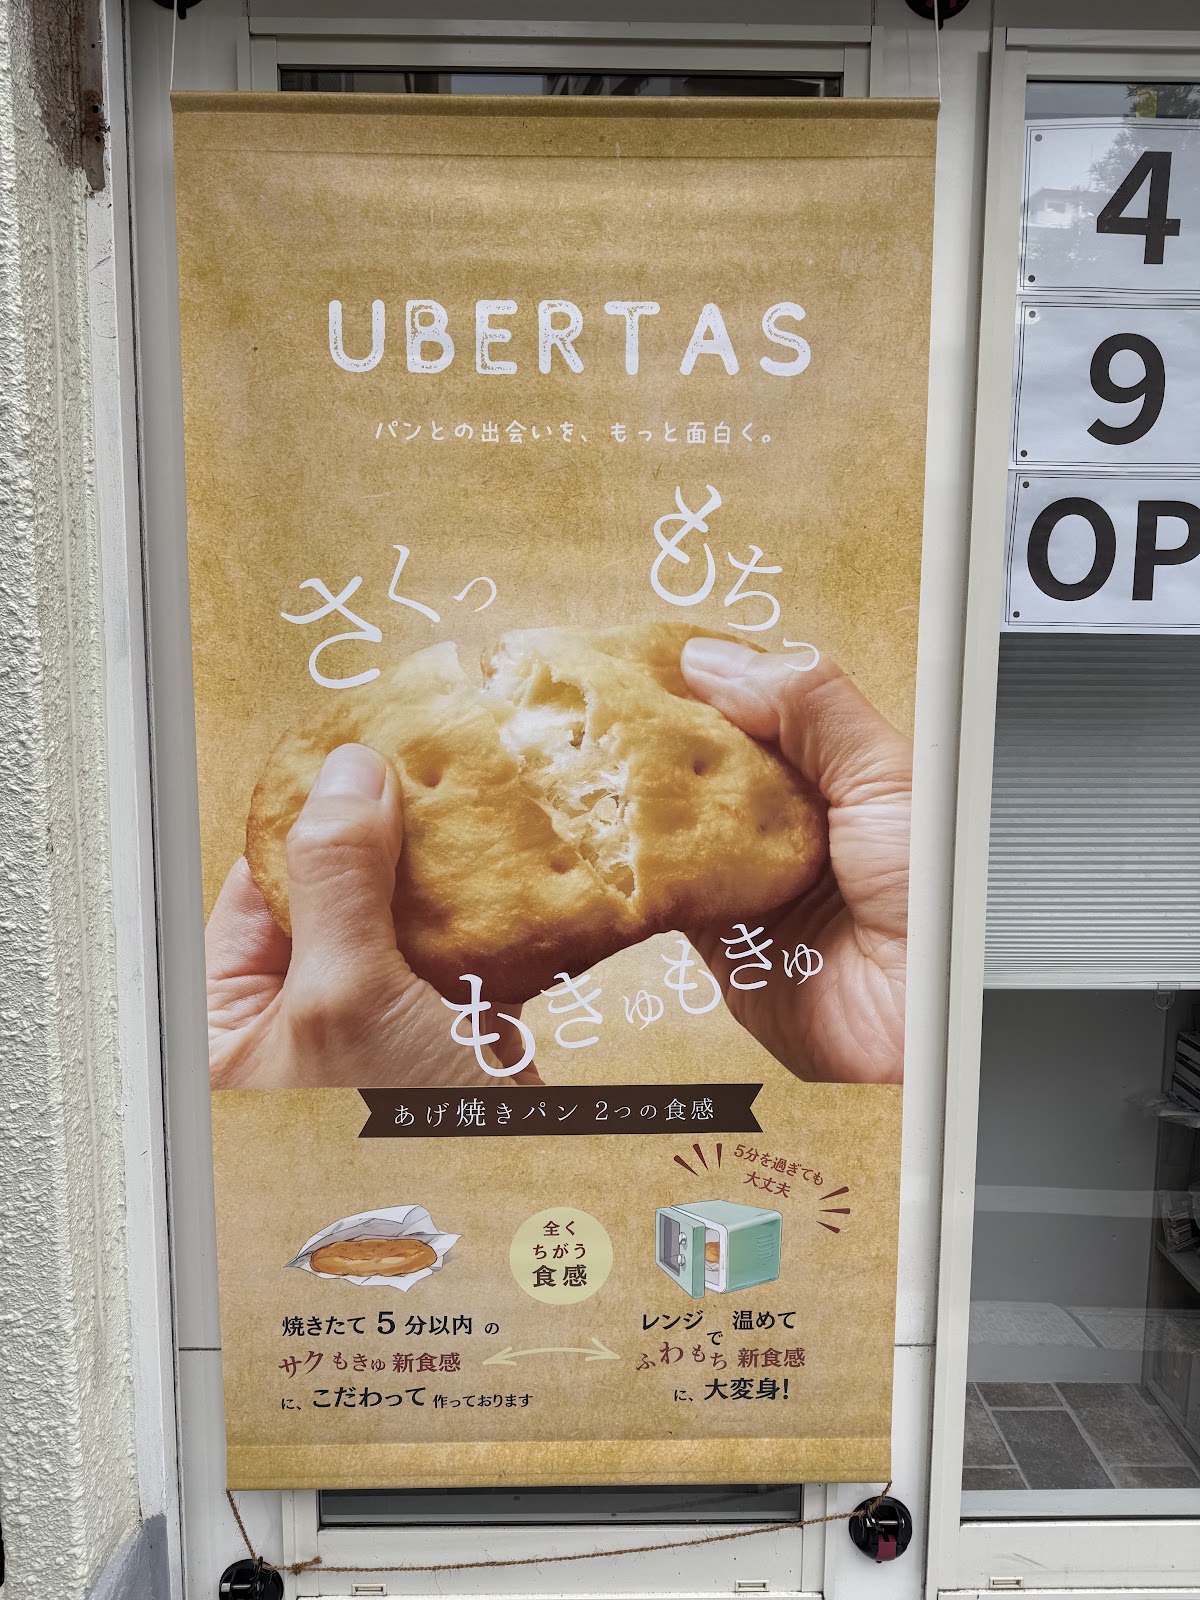 UBERTAS
パンとの出会いを、もっと面白く。
さくっ
もちっ
もきゅもきゅ
あげ焼きパン 2つの食感
5分を過ぎても
大丈夫
全く
ちがう
食感
焼きたて 5 分以内 の
サクもきゅ新食感
に、こだわって 作っております
レンジで温めて
ふわもち 新食感
に、大変身!
4
9
OP